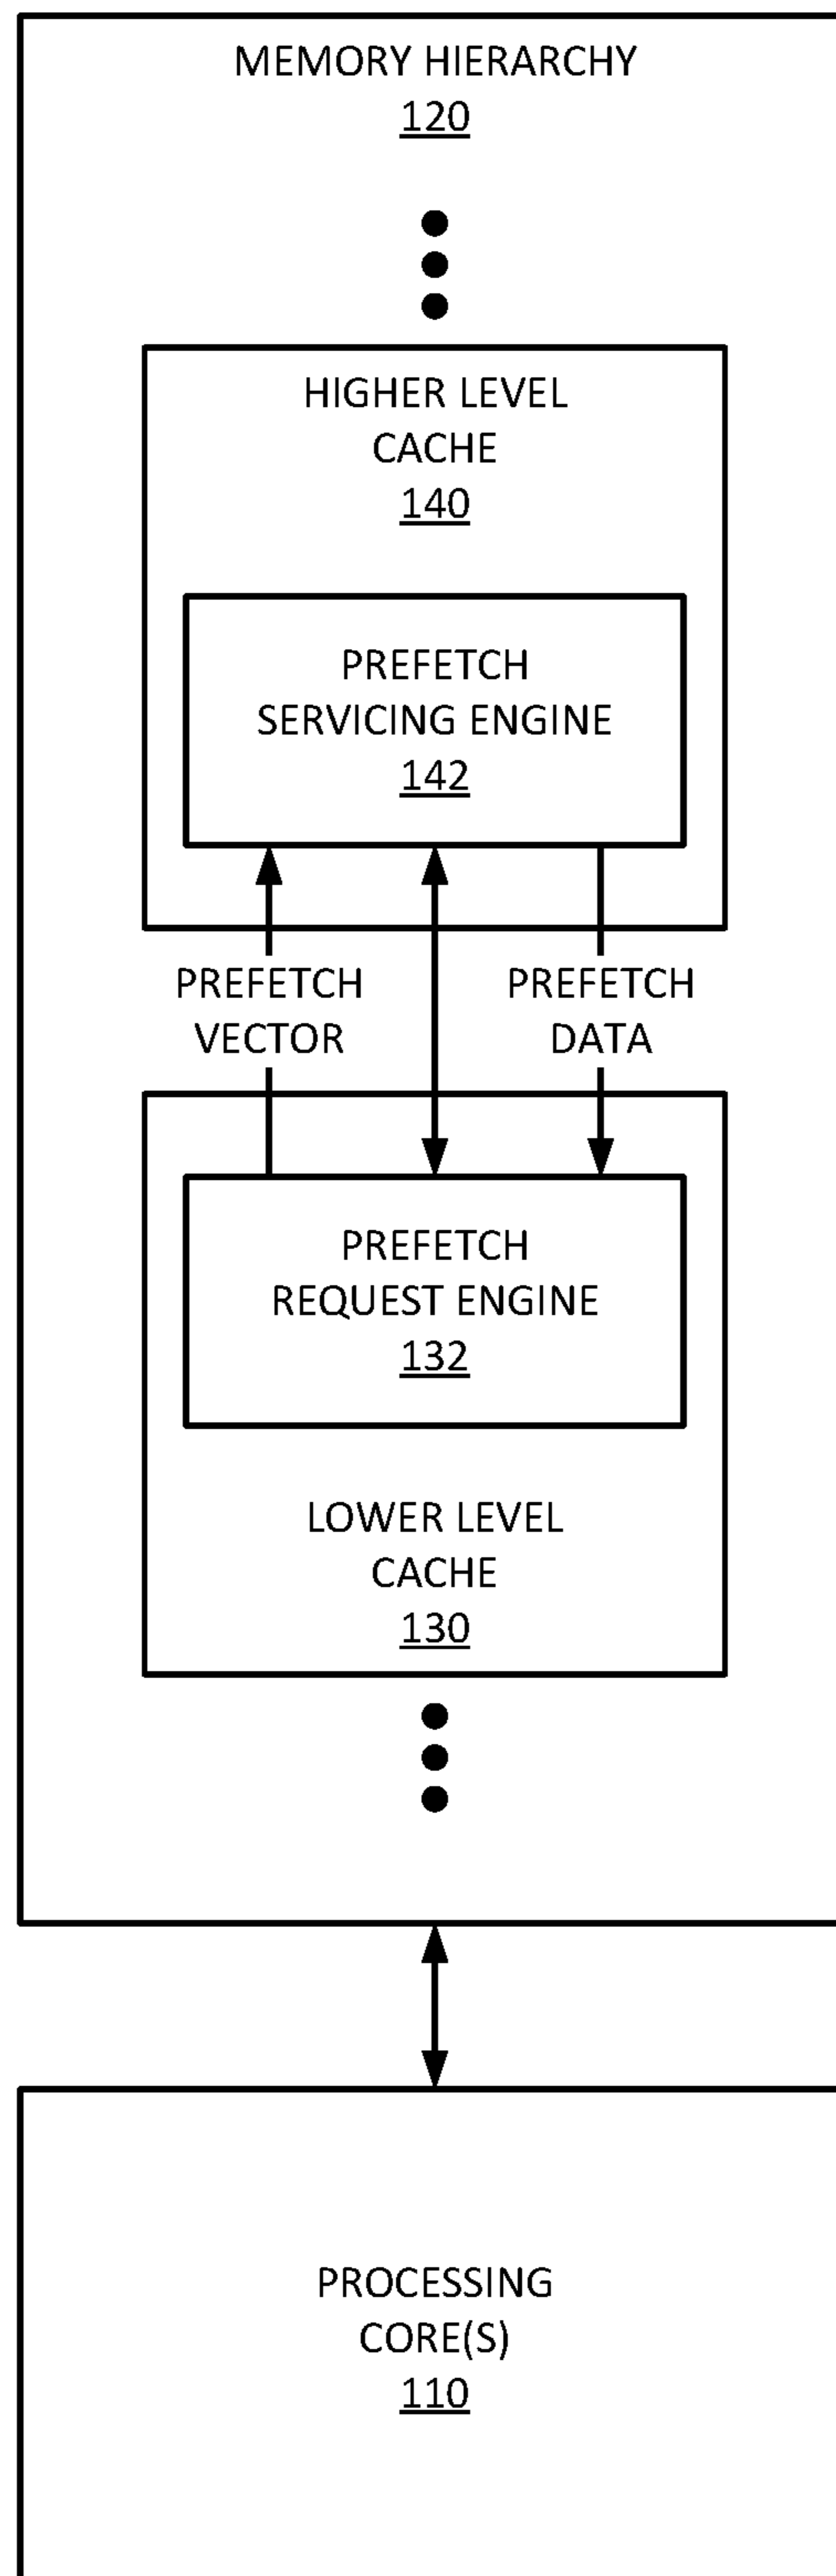 MEMORY HIERARCHY
120
HIGHER LEVEL
CACHE
140
PREFETCH
SERVICING ENGINE
142
PREFETCH
VECTOR
PREFETCH
DATA
PREFETCH
REQUEST ENGINE
132
LOWER LEVEL
CACHE
130
PROCESSING
CORE(S)
110